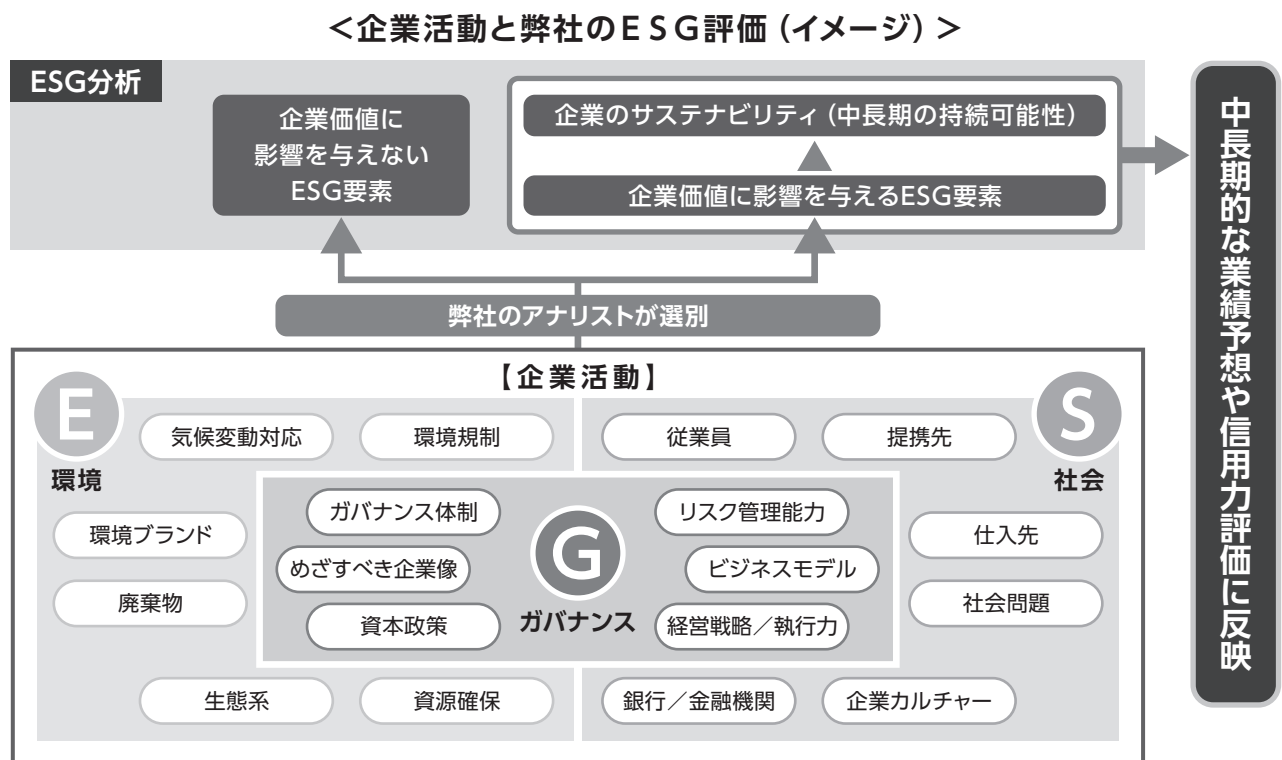 ＜企業活動と弊社のＥＳＧ評価（イメージ）＞
ESG分析
企業価値に
影響を与えない
ESG要素
企業のサステナビリティ（中長期の持続可能性）
企業価値に影響を与えるESG要素
中長期的な業績予想や信用力評価に反映
弊社のアナリストが選別
【企業活動】
E
環境
気候変動対応
環境規制
従業員
提携先
S
社会
環境ブランド
廃棄物
ガバナンス体制
めざすべき企業像
資本政策
G
ガバナンス
リスク管理能力
ビジネスモデル
経営戦略／執行力
仕入先
社会問題
生態系
資源確保
銀行／金融機関
企業カルチャー